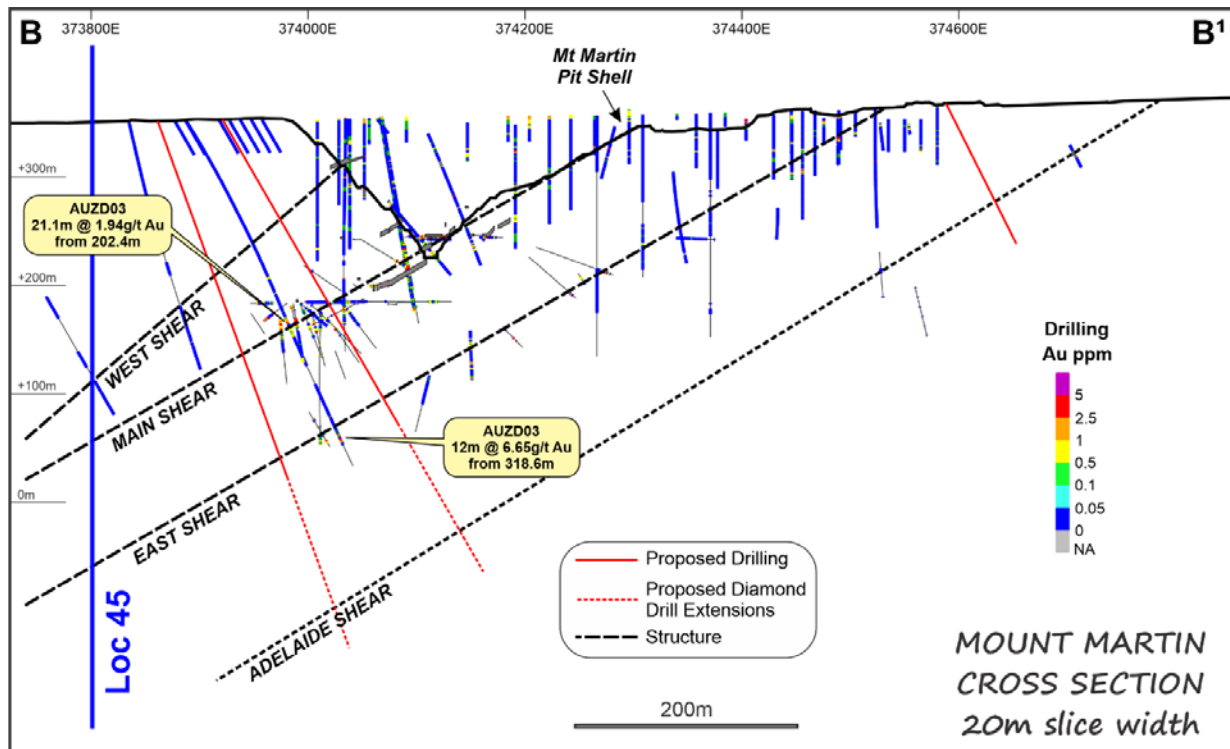 B
373800E
374000E
374200E
374400E
374600E
B¹
Mt Martin
Pit Shell
+300m
+200m
+100m
0m
AUZD03
21.1m @ 1.94g/t Au
from 202.4m
WEST SHEAR
MAIN SHEAR
EAST SHEAR
ADELAIDE SHEAR
AUZD03
12m @ 6.65g/t Au
from 318.6m
Loc 45
Drilling
Au ppm
5
2.5
1
0.5
0.1
0.05
0
NA
Proposed Drilling
Proposed Diamond
Drill Extensions
Structure
200m
MOUNT MARTIN
CROSS SECTION
20m slice width